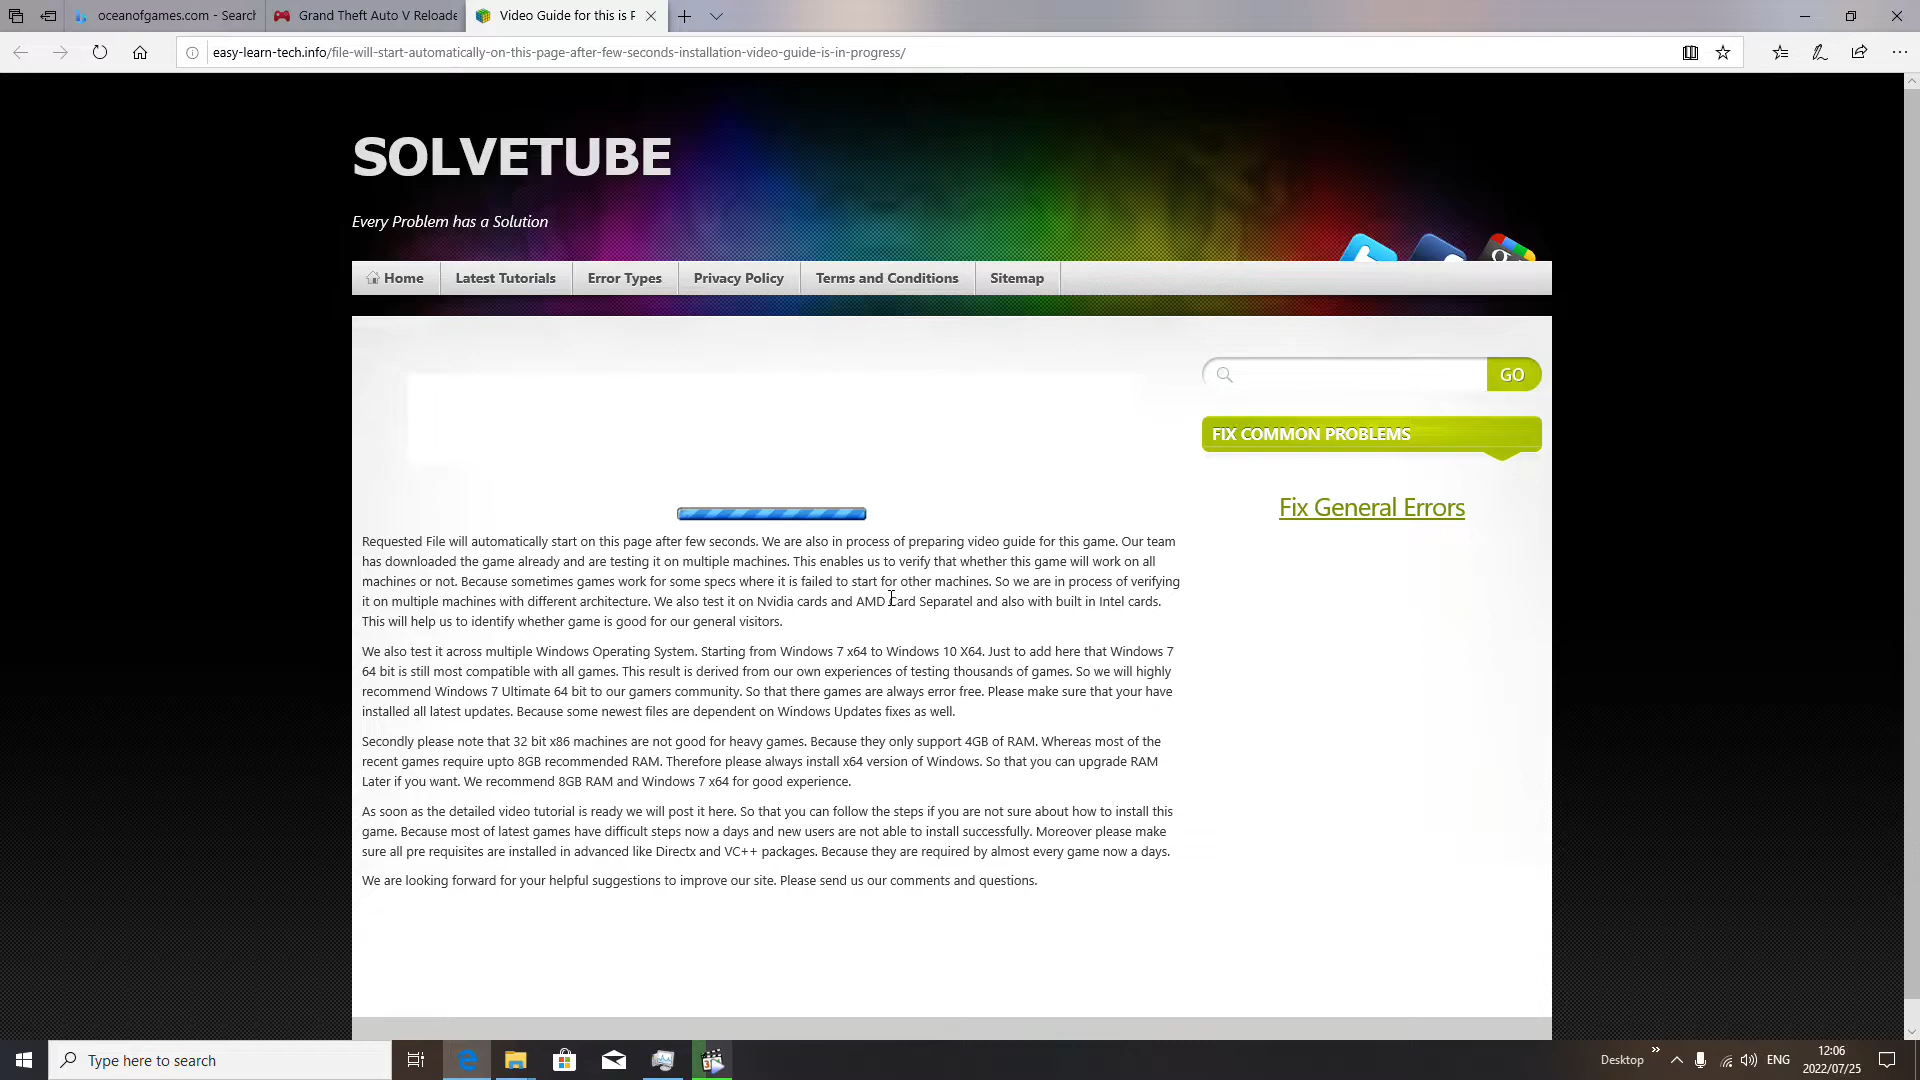 oceanofgames.com - Search
Grand Theft Auto V Reloade
Video Guide for this is P
easy-learn-tech.info/file-will-start-automatically-on-this-page-after-few-seconds-installation-video-guide-is-in-progress/
SOLVETUBE
Every Problem has a Solution
Home
Latest Tutorials
Error Types
Privacy Policy
Terms and Conditions
Sitemap
GO
FIX COMMON PROBLEMS
Fix General Errors
Requested File will automatically start on this page after few seconds. We are also in process of preparing video guide for this game. Our team
has downloaded the game already and are testing it on multiple machines. This enables us to verify that whether this game will work on all
machines or not. Because sometimes games work for some specs where it is failed to start for other machines. So we are in process of verifying
it on multiple machines with different architecture. We also test it on Nvidia cards and AMD Card Separatel and also with built in Intel cards.
This will help us to identify whether game is good for our general visitors.
We also test it across multiple Windows Operating System. Starting from Windows 7 x64 to Windows 10 X64. Just to add here that Windows 7
64 bit is still most compatible with all games. This result is derived from our own experiences of testing thousands of games. So we will highly
recommend Windows 7 Ultimate 64 bit to our gamers community. So that there games are always error free. Please make sure that your have
installed all latest updates. Because some newest files are dependent on Windows Updates fixes as well.
Secondly please note that 32 bit x86 machines are not good for heavy games. Because they only support 4GB of RAM. Whereas most of the
recent games require upto 8GB recommended RAM. Therefore please always install x64 version of Windows. So that you can upgrade RAM
Later if you want. We recommend 8GB RAM and Windows 7 x64 for good experience.
As soon as the detailed video tutorial is ready we will post it here. So that you can follow the steps if you are not sure about how to install this
game. Because most of latest games have difficult steps now a days and new users are not able to install successfully. Moreover please make
sure all pre requisites are installed in advanced like Directx and VC++ packages. Because they are required by almost every game now a days.
We are looking forward for your helpful suggestions to improve our site. Please send us our comments and questions.
Type here to search
Desktop
ENG
12:06
2022/07/25